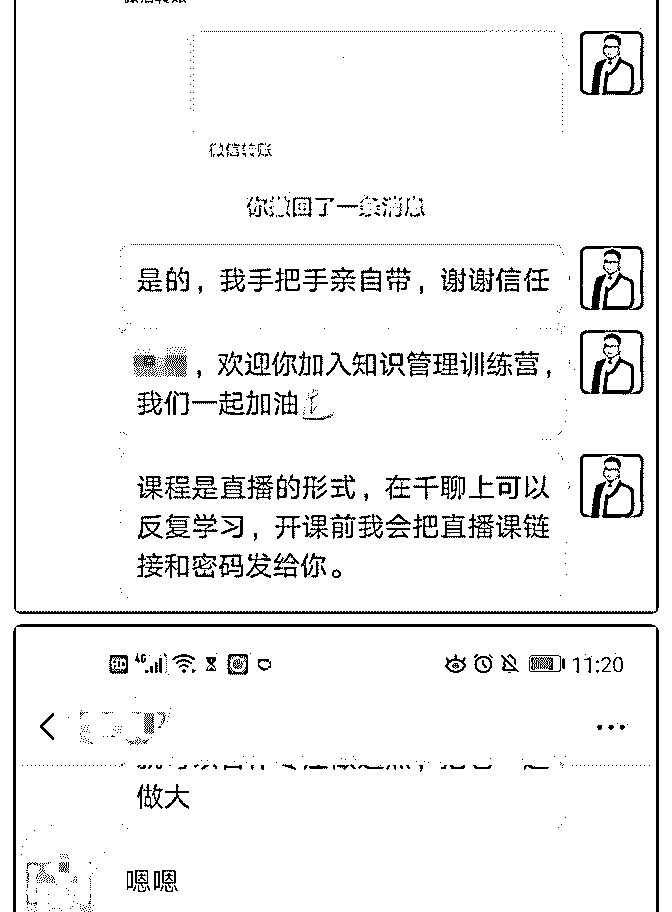 微信转账
你撤回了一条消息
是的，我手把手亲自带，谢谢信任
，欢迎你加入知识管理训练营，
我们一起加油
课程是直播的形式，在千聊上可以
反复学习，开课前我会把直播课链
接和密码发给你。
HD 4G 11:20
做大
嗯嗯